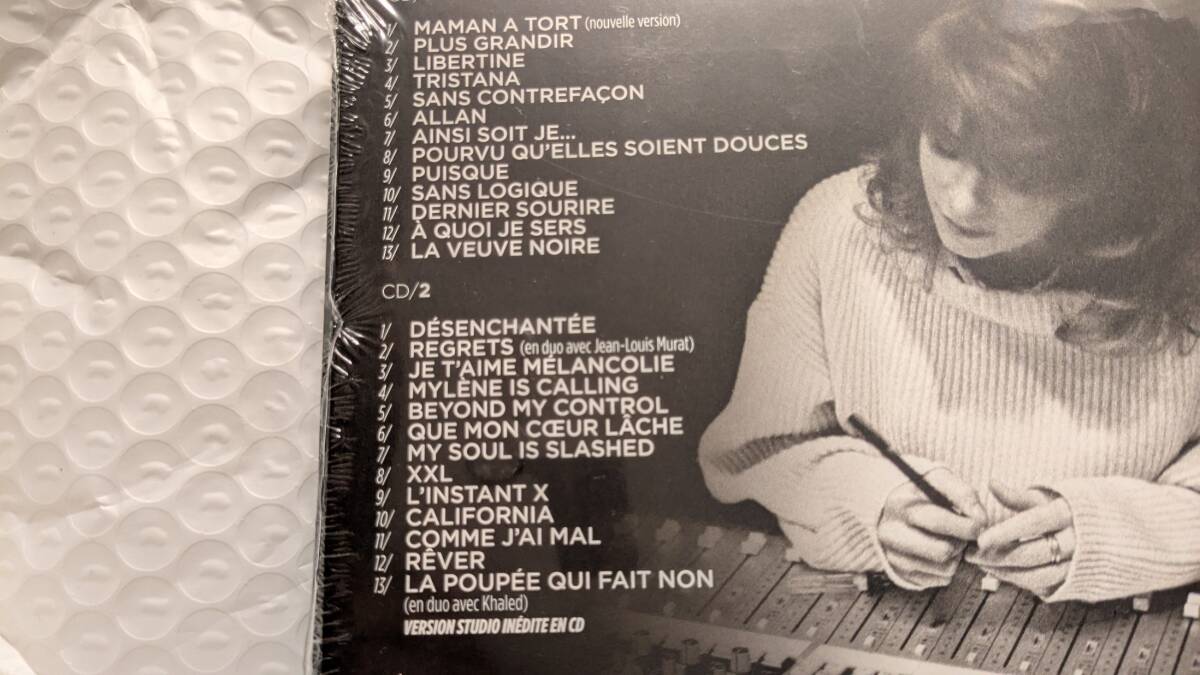 1/ MAMAN A TORT (nouvelle version)
2/ PLUS GRANDIR
3/ LIBERTINE
4/ TRISTANA
5/ SANS CONTREFAÇON
6/ ALLAN
7/ AINSI SOIT JE...
8/ POURVU QU'ELLES SOIENT DOUCES
9/ PUISQUE
10/ SANS LOGIQUE
11/ DERNIER SOURIRE
12/ À QUOI JE SERS
13/ LA VEUVE NOIRE
CD/2
1/ DÉSENCHANTÉE
2/ REGRETS (en duo avec Jean-Louis Murat)
3/ JE T'AIME MÉLANCOLIE
4/ MYLÈNE IS CALLING
5/ BEYOND MY CONTROL
6/ QUE MON CŒUR LÂCHE
7/ MY SOUL IS SLASHED
8/ XXL
9/ L'INSTANT X
10/ CALIFORNIA
11/ COMME J'AI MAL
12/ RÊVER
13/ LA POUPÉE QUI FAIT NON
(en duo avec Khaled)
VERSION STUDIO INÉDITE EN CD